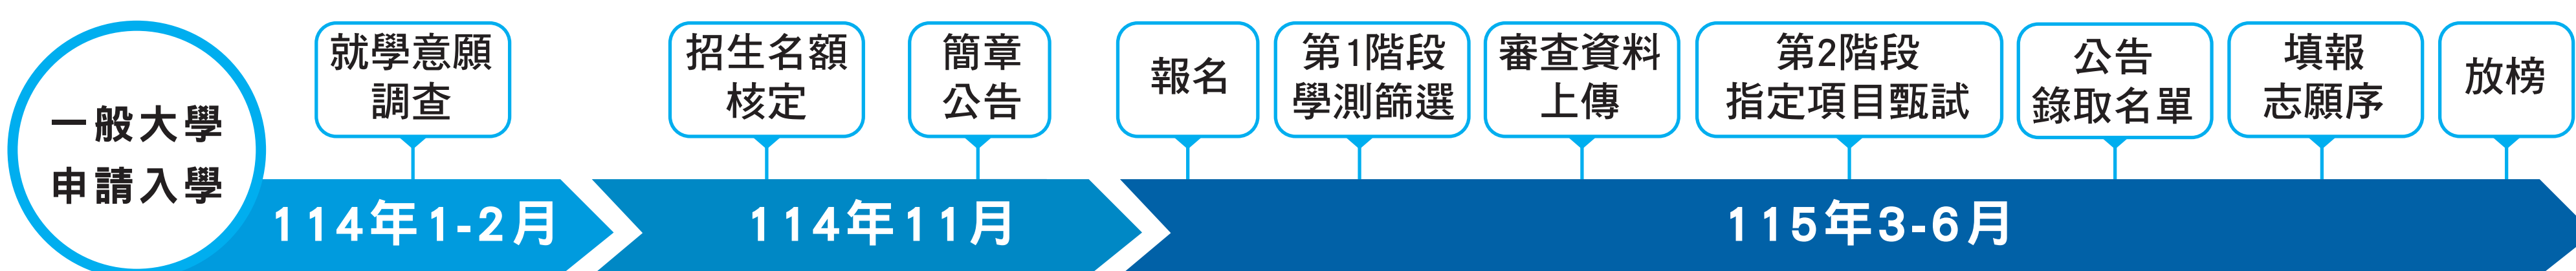 一般大學
申請入學
就學意願
調查
招生名額
核定
簡章
公告
報名
第1階段
學測篩選
審查資料
上傳
第2階段
指定項目甄試
公告
錄取名單
填報
志願序
放榜
114年1-2月
114年11月
115年3-6月